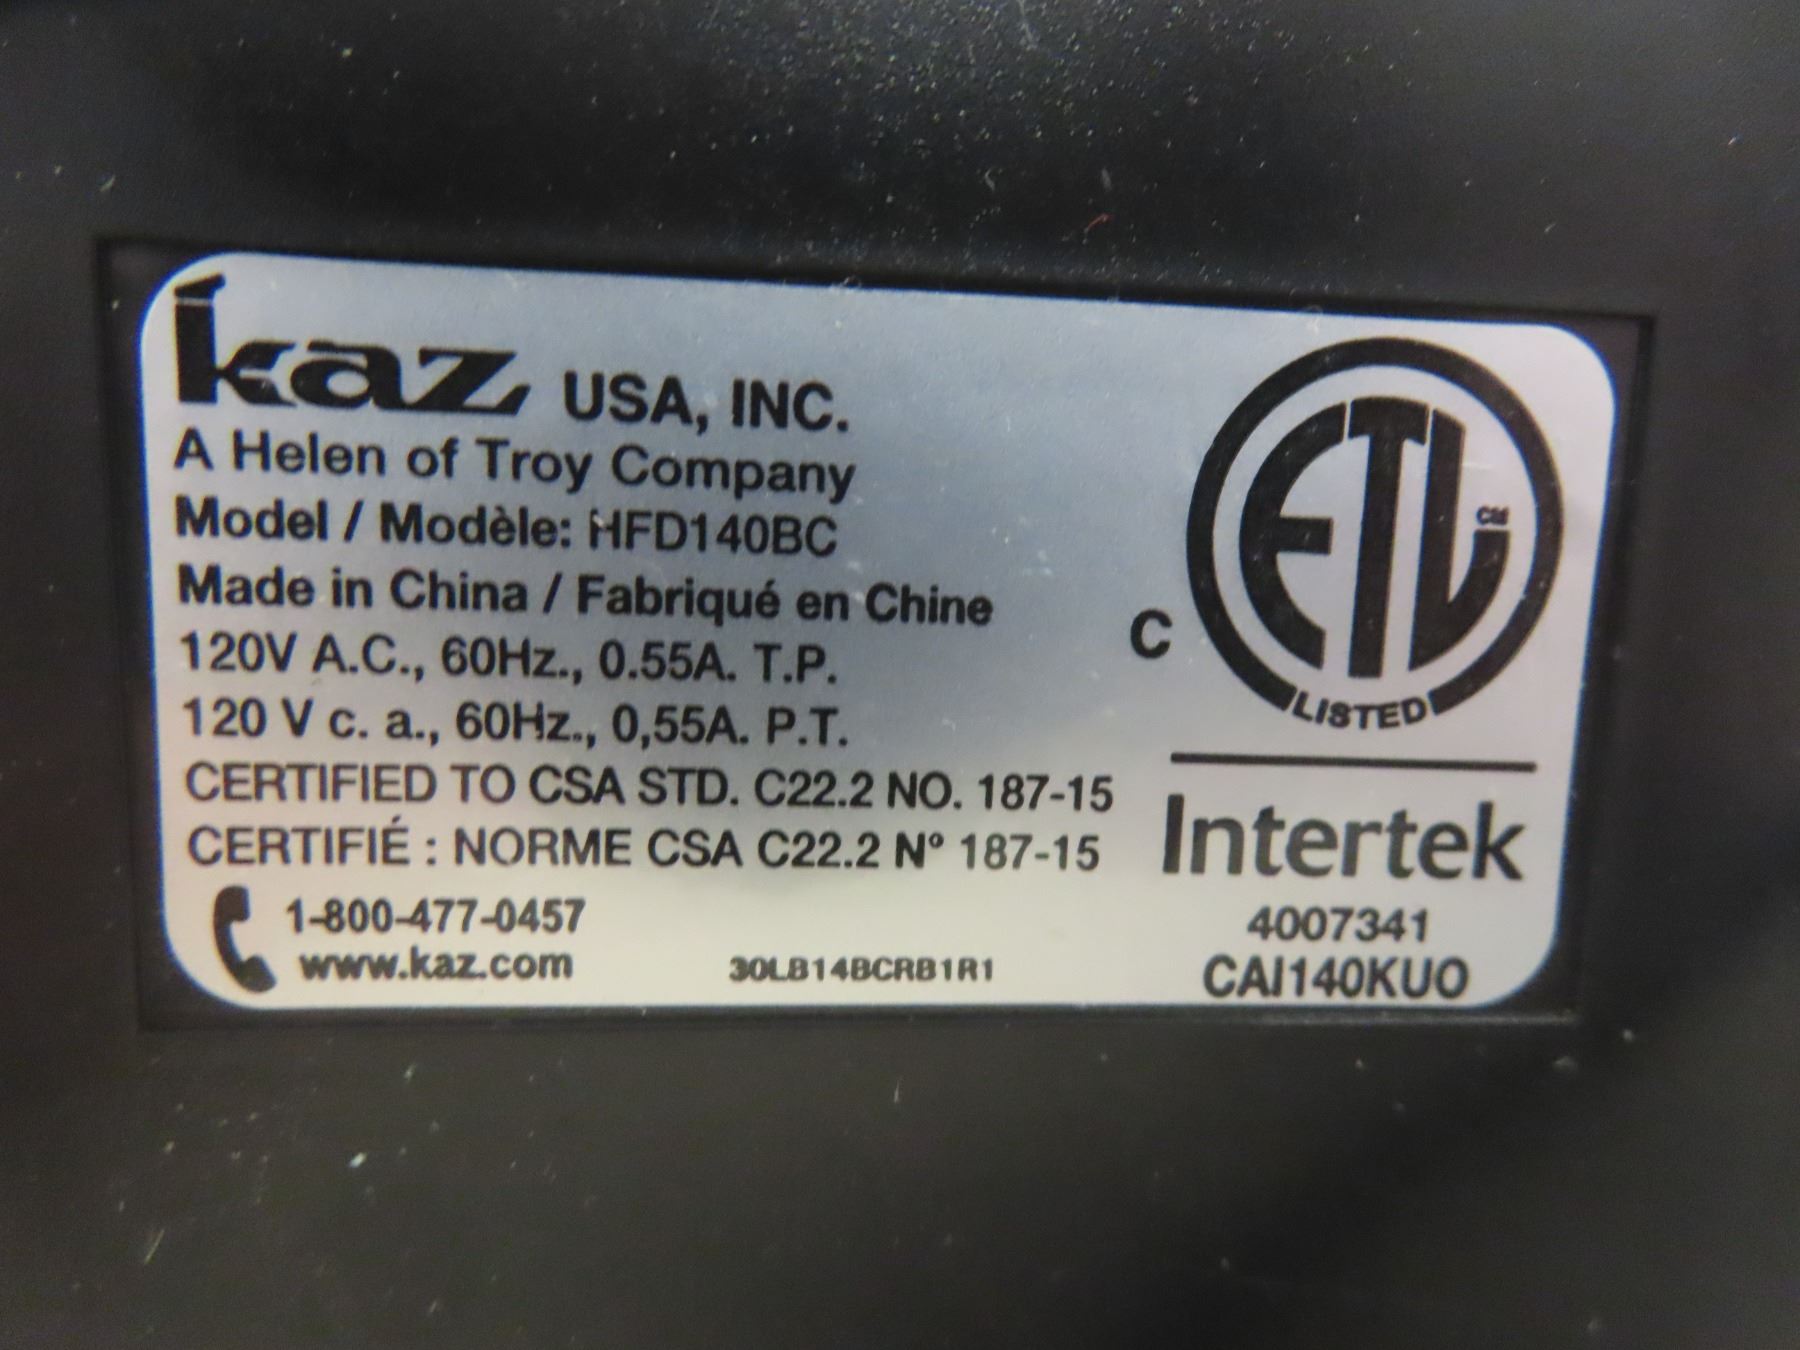 kaz USA, INC.
A Helen of Troy Company
Model / Modèle: HFD140BC
Made in China / Fabriqué en Chine
120V A.C., 60Hz., 0.55A. T.P.
120 V c. a., 60Hz., 0,55A. P.T.
CERTIFIED TO CSA STD. C22.2 NO. 187-15
CERTIFIÉ : NORME CSA C22.2 N° 187-15
1-800-477-0457
www.kaz.com
30LB14BCRB1R1
C
ETL CM
LISTED
Intertek
4007341
CAI140KUO